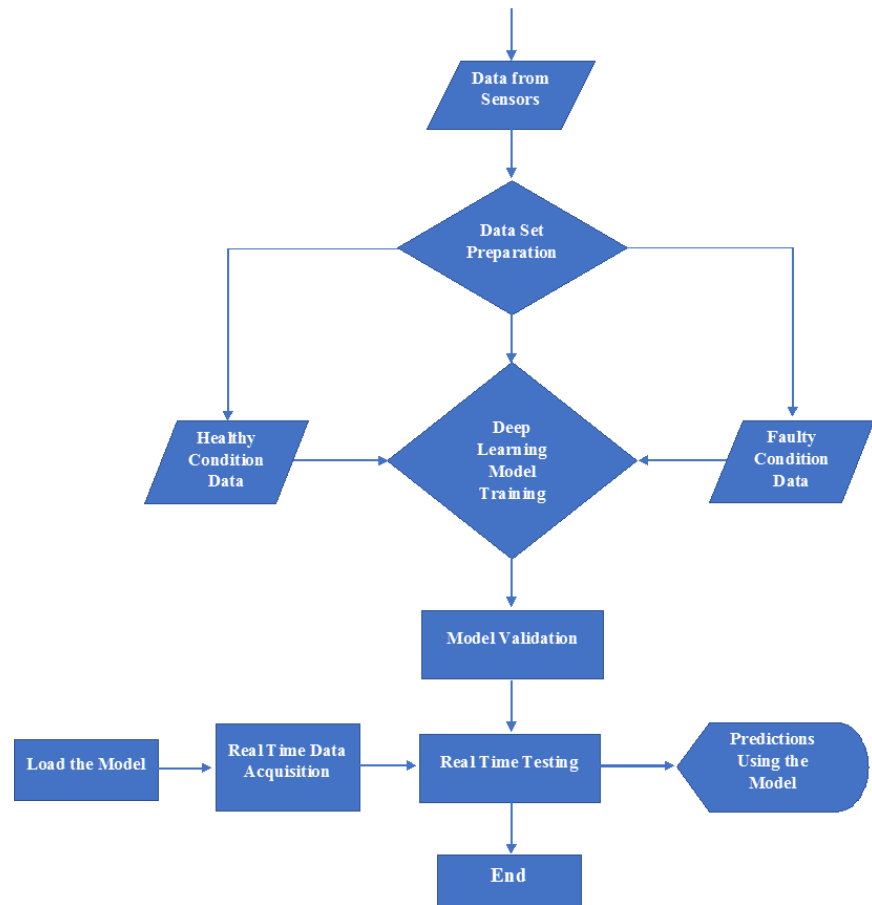 Data from
Sensors
Data Set
Preparation
Healthy
Condition
Data
Deep
Learning
Model
Training
Faulty
Condition
Data
Model Validation
Load the Model
Real Time Data
Acquisition
Real Time Testing
Predictions
Using the
Model
End